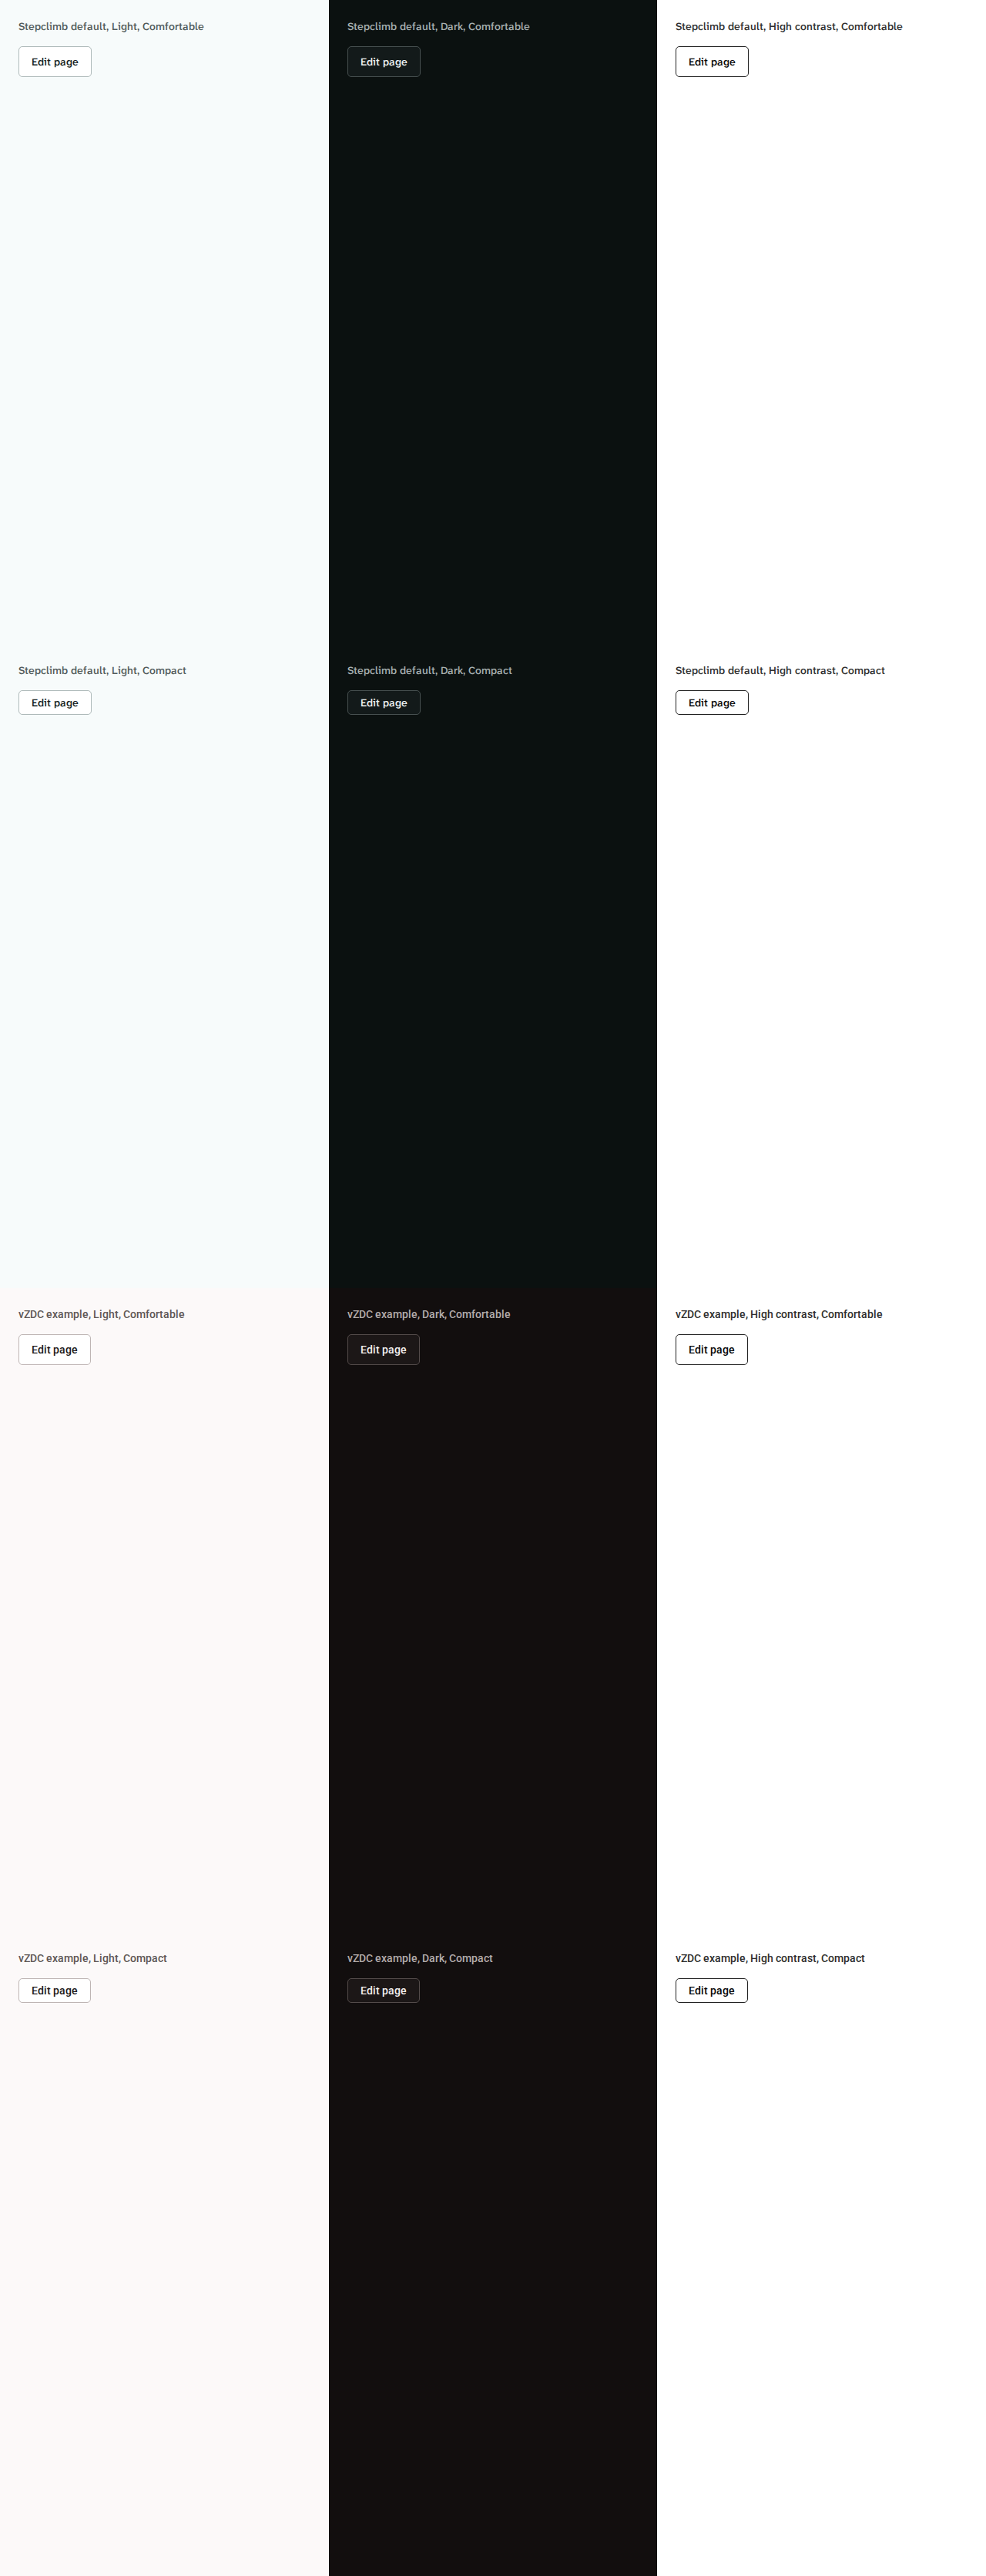 Stepclimb default, Light, Comfortable
Edit page
Stepclimb default, Dark, Comfortable
Edit page
Stepclimb default, High contrast, Comfortable
Edit page
Stepclimb default, Light, Compact
Edit page
Stepclimb default, Dark, Compact
Edit page
Stepclimb default, High contrast, Compact
Edit page
vZDC example, Light, Comfortable
Edit page
vZDC example, Dark, Comfortable
Edit page
vZDC example, High contrast, Comfortable
Edit page
vZDC example, Light, Compact
Edit page
vZDC example, Dark, Compact
Edit page
vZDC example, High contrast, Compact
Edit page